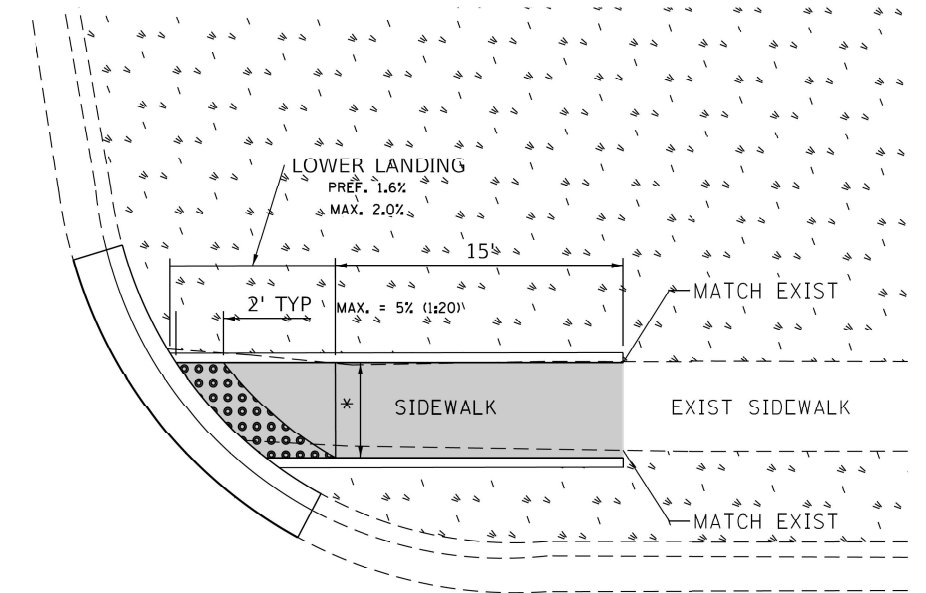 LOWER LANDING
PREF. 1.6%
MAX. 2.0%
15'
2' TYP
MAX. = 5% (1:20)
MATCH EXIST
*
SIDEWALK
EXIST SIDEWALK
MATCH EXIST